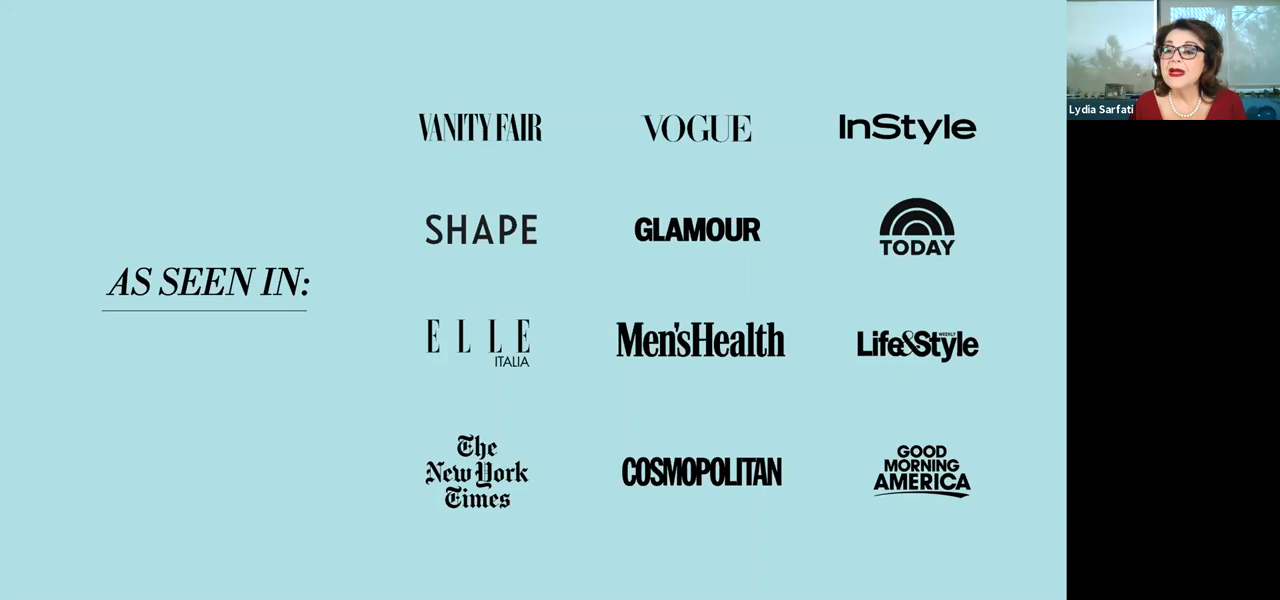 AS SEEN IN:
VANITY FAIR
VOGUE
InStyle
SHAPE
GLAMOUR
TODAY
ELLE
ITALIA
Men'sHealth
Life&Style
WEEKLY
The
New York
Times
COSMOPOLITAN
GOOD
MORNING
AMERICA
Lydia Sarfati